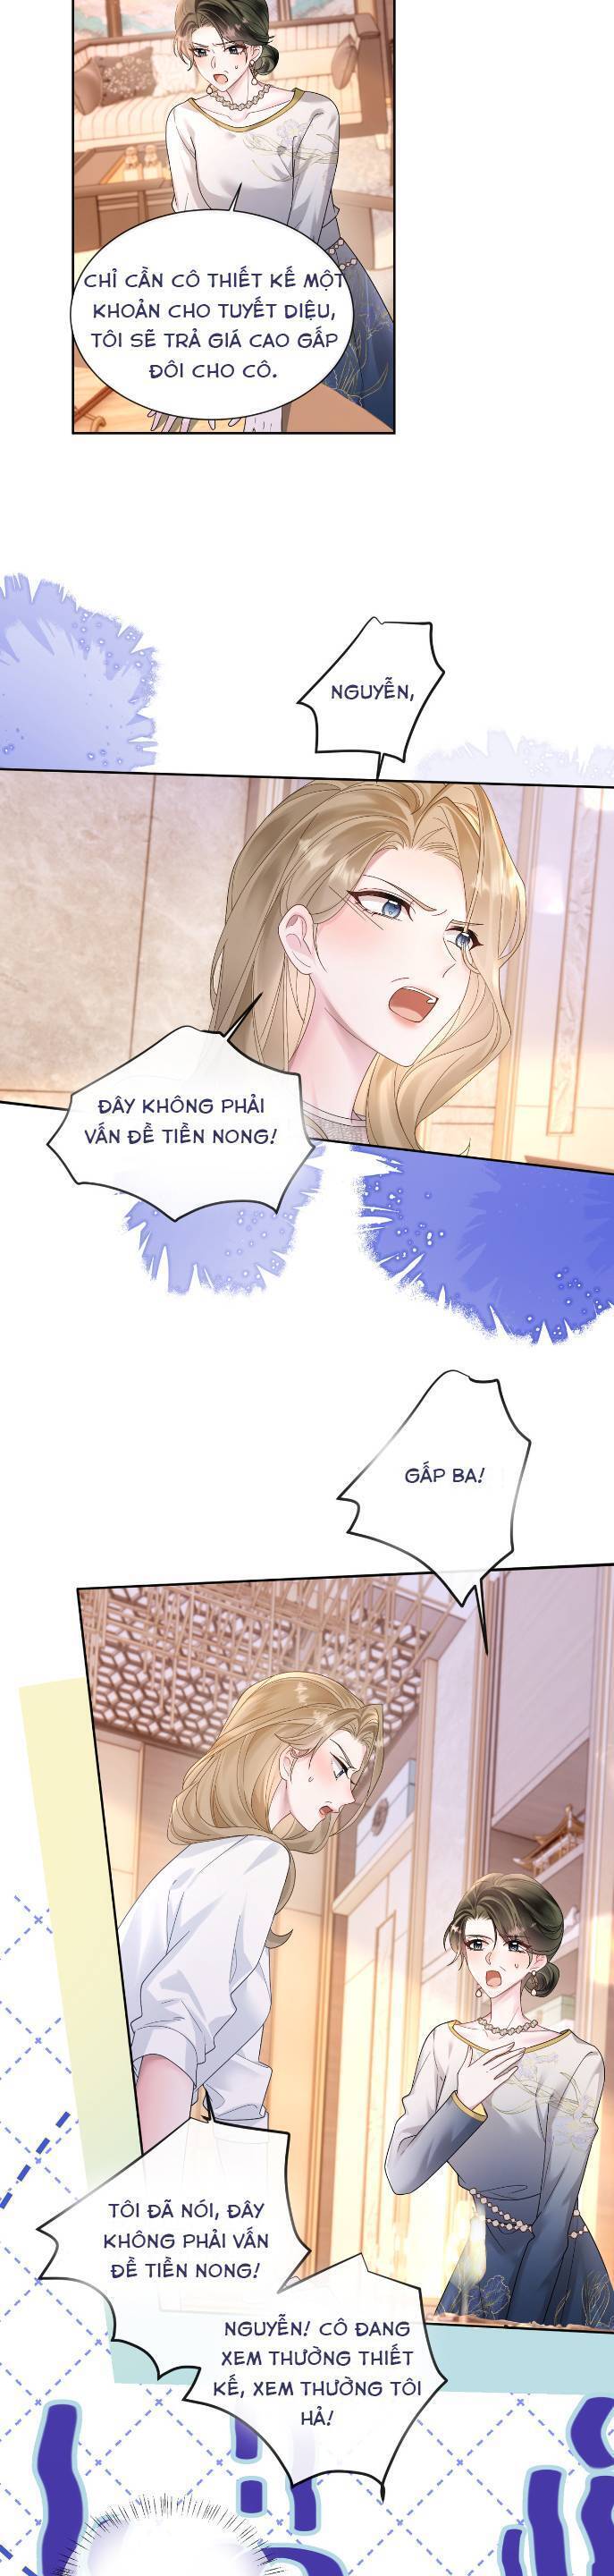 CHỈ CẦN CÔ THIẾT KẾ MỘT
KHOẢN CHO TUYẾT DIỆU,
TÔI SẼ TRẢ GIÁ CAO GẤP
ĐÔI CHO CÔ.
NGUYỄN,
ĐÂY KHÔNG PHẢI
VẤN ĐỀ TIỀN NONG!
GẤP BA!
TÔI ĐÃ NÓI, ĐÂY
KHÔNG PHẢI VẤN
ĐỀ TIỀN NONG!
NGUYỄN! CÔ ĐANG
XEM THƯỜNG THIẾT
KẾ, XEM THƯỜNG TÔI
HẢ!